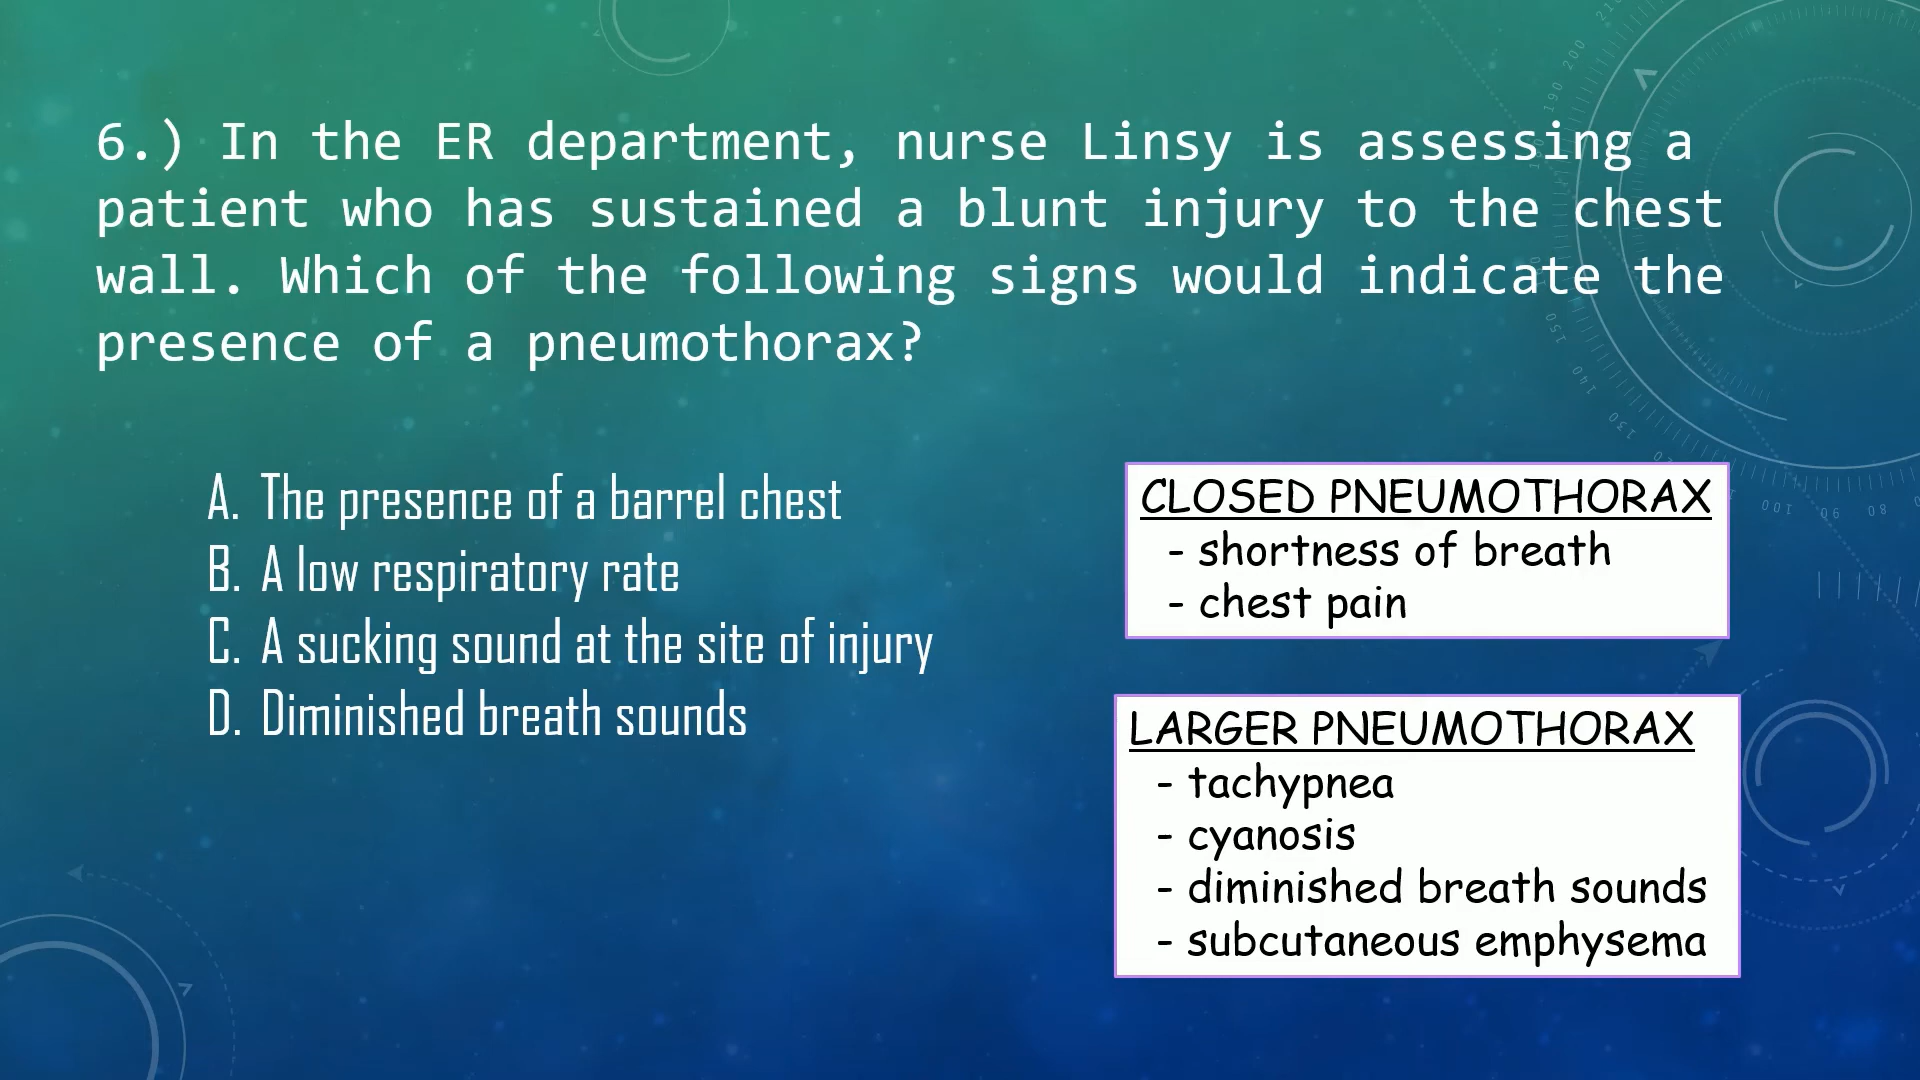 6.) In the ER department, nurse Linsy is assessing a
patient who has sustained a blunt injury to the chest
wall. Which of the following signs would indicate the
presence of a pneumothorax?
A. The presence of a barrel chest
B. A low respiratory rate
C. A sucking sound at the site of injury
D. Diminished breath sounds
CLOSED PNEUMOTHORAX
- shortness of breath
- chest pain
LARGER PNEUMOTHORAX
- tachypnea
- cyanosis
- diminished breath sounds
- subcutaneous emphysema